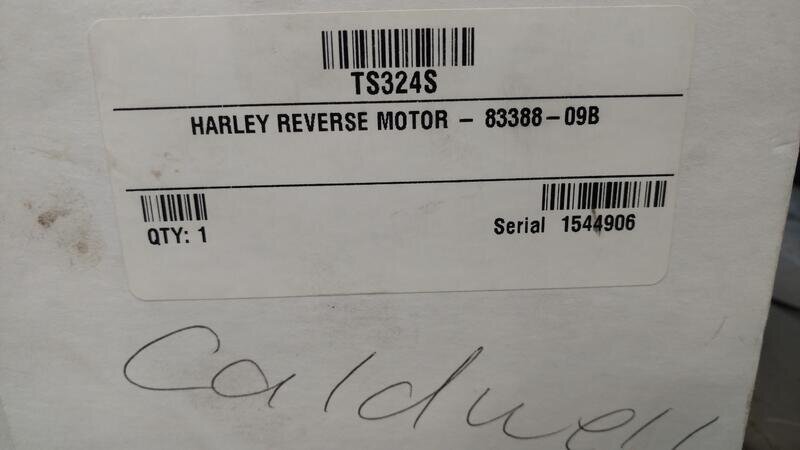 TS324S
HARLEY REVERSE MOTOR - 83388-09B
QTY: 1
Serial 1544906
Caldwell